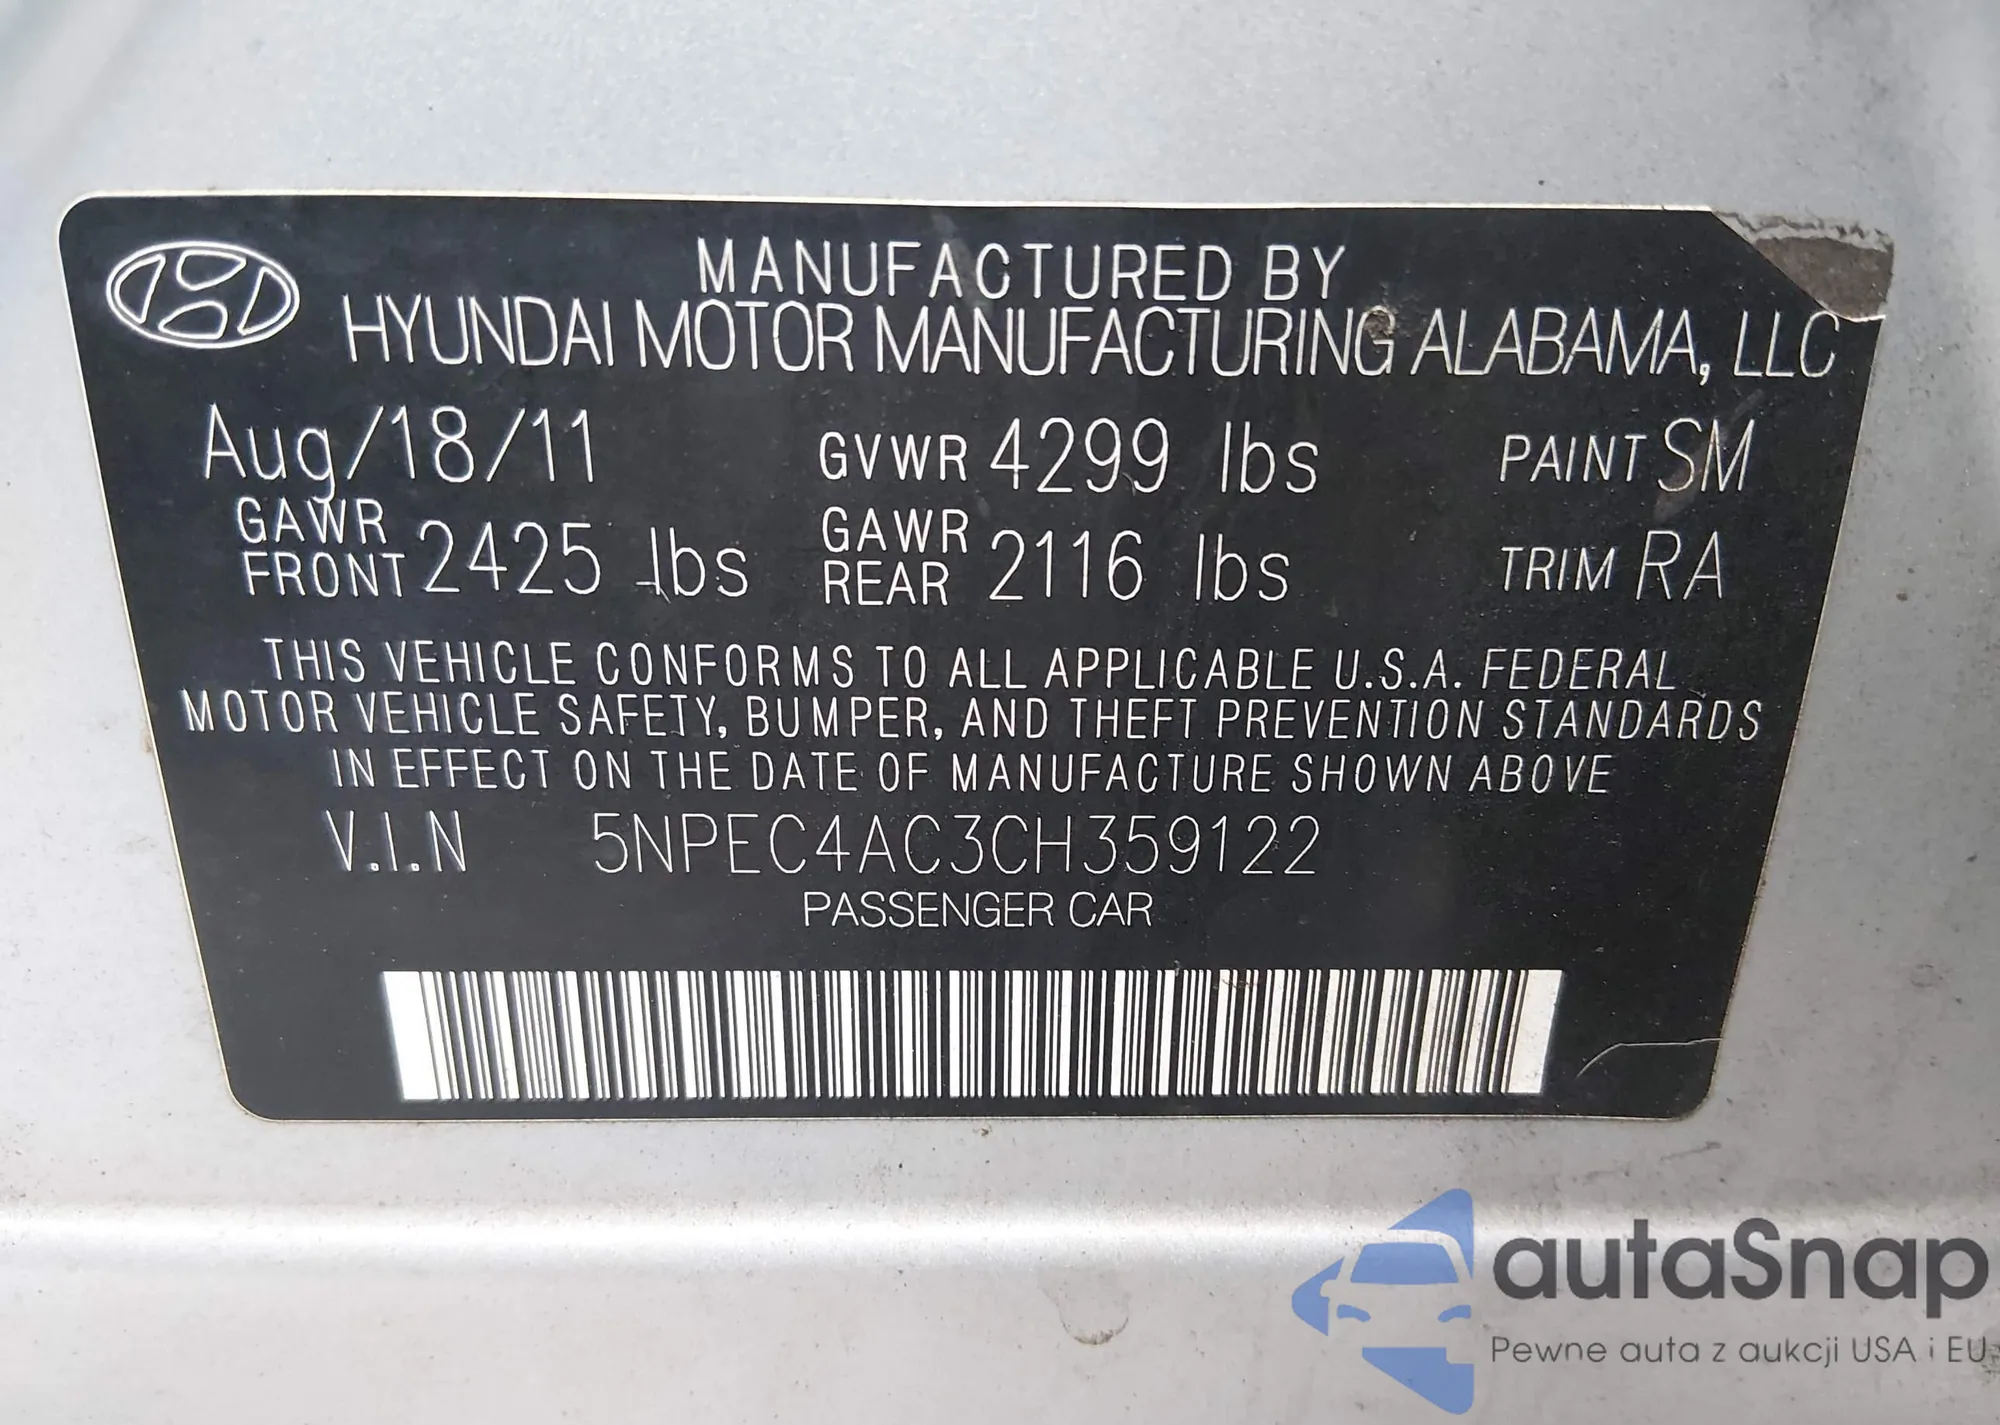 MANUFACTURED BY
HYUNDAI MOTOR MANUFACTURING ALABAMA, LLC
Aug/18/11 GVWR 4299 lbs PAINT SM
GAWR FRONT 2425 lbs GAWR REAR 2116 lbs TRIM RA
THIS VEHICLE CONFORMS TO ALL APPLICABLE U.S.A. FEDERAL
MOTOR VEHICLE SAFETY, BUMPER, AND THEFT PREVENTION STANDARDS
IN EFFECT ON THE DATE OF MANUFACTURE SHOWN ABOVE
V.I.N 5NPEC4AC3CH359122
PASSENGER CAR
autaSnap
Pewne auta z aukcji USA i EU